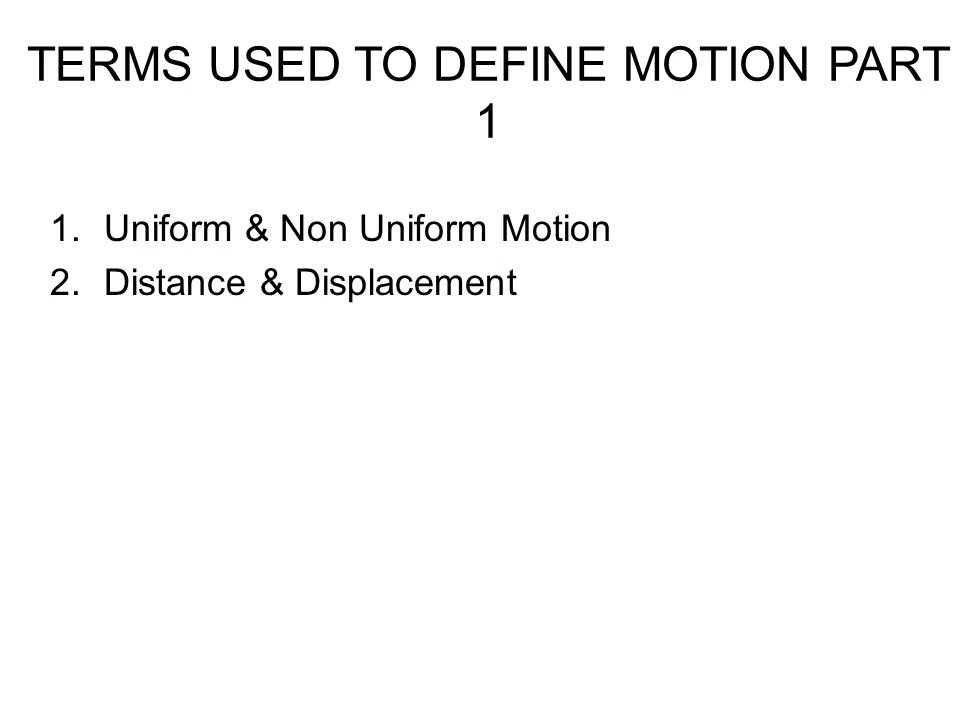 TERMS USED TO DEFINE MOTION PART
1
1. Uniform & Non Uniform Motion
2. Distance & Displacement